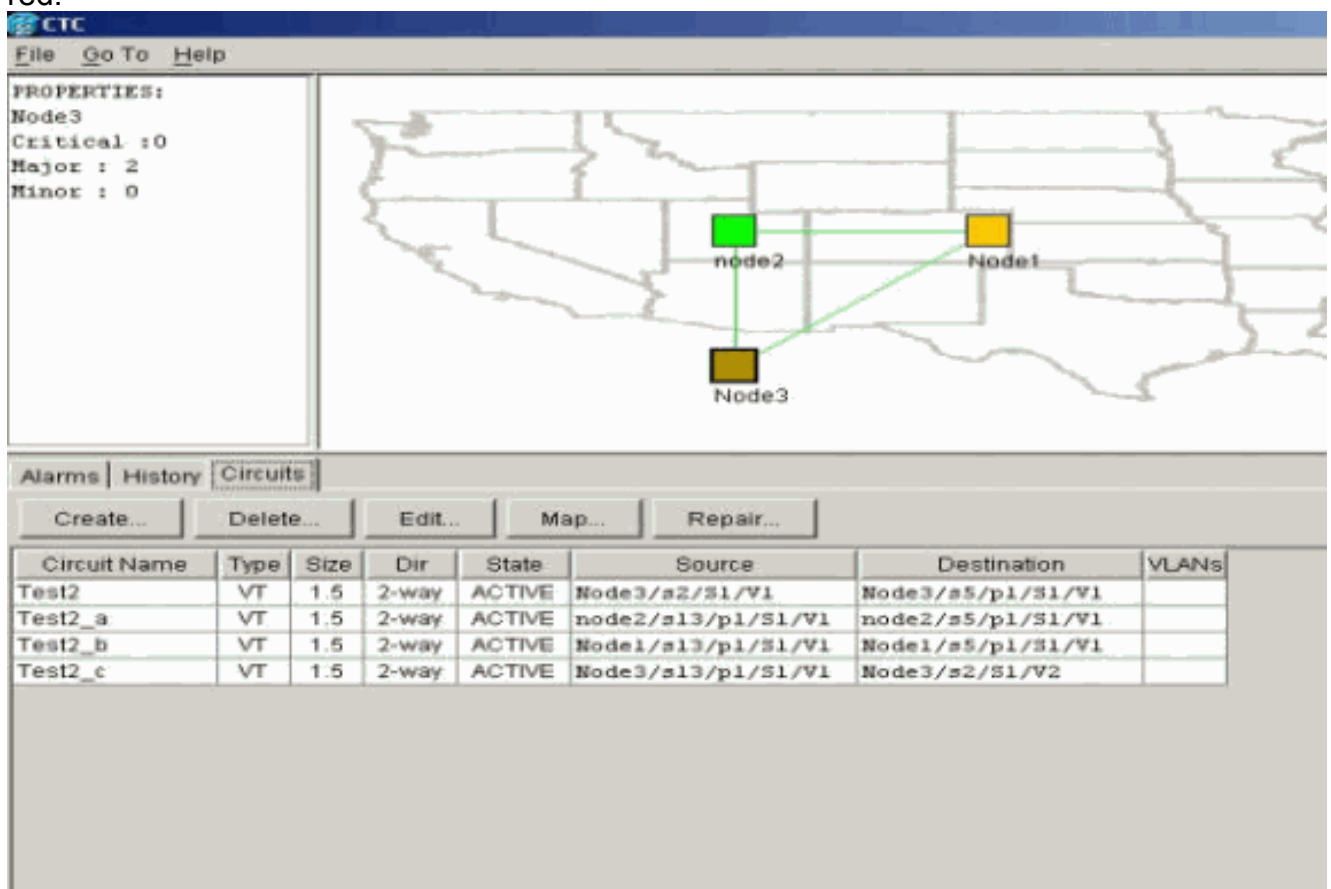 red.
CTC
File Go To Help
PROPERTIES:
Node3
Critical :0
Major : 2
Minor : 0
node2
Node1
Node3
Alarms History Circuits
Create... Delete... Edit... Map... Repair...
Circuit Name Type Size Dir State Source Destination VLANs
Test2 VT 1.5 2-way ACTIVE Node3/s2/S1/V1 Node3/s5/p1/S1/V1
Test2_a VT 1.5 2-way ACTIVE node2/s13/p1/S1/V1 node2/s5/p1/S1/V1
Test2_b VT 1.5 2-way ACTIVE Node1/s13/p1/S1/V1 Node1/s5/p1/S1/V1
Test2_c VT 1.5 2-way ACTIVE Node3/s13/p1/S1/V1 Node3/s2/S1/V2